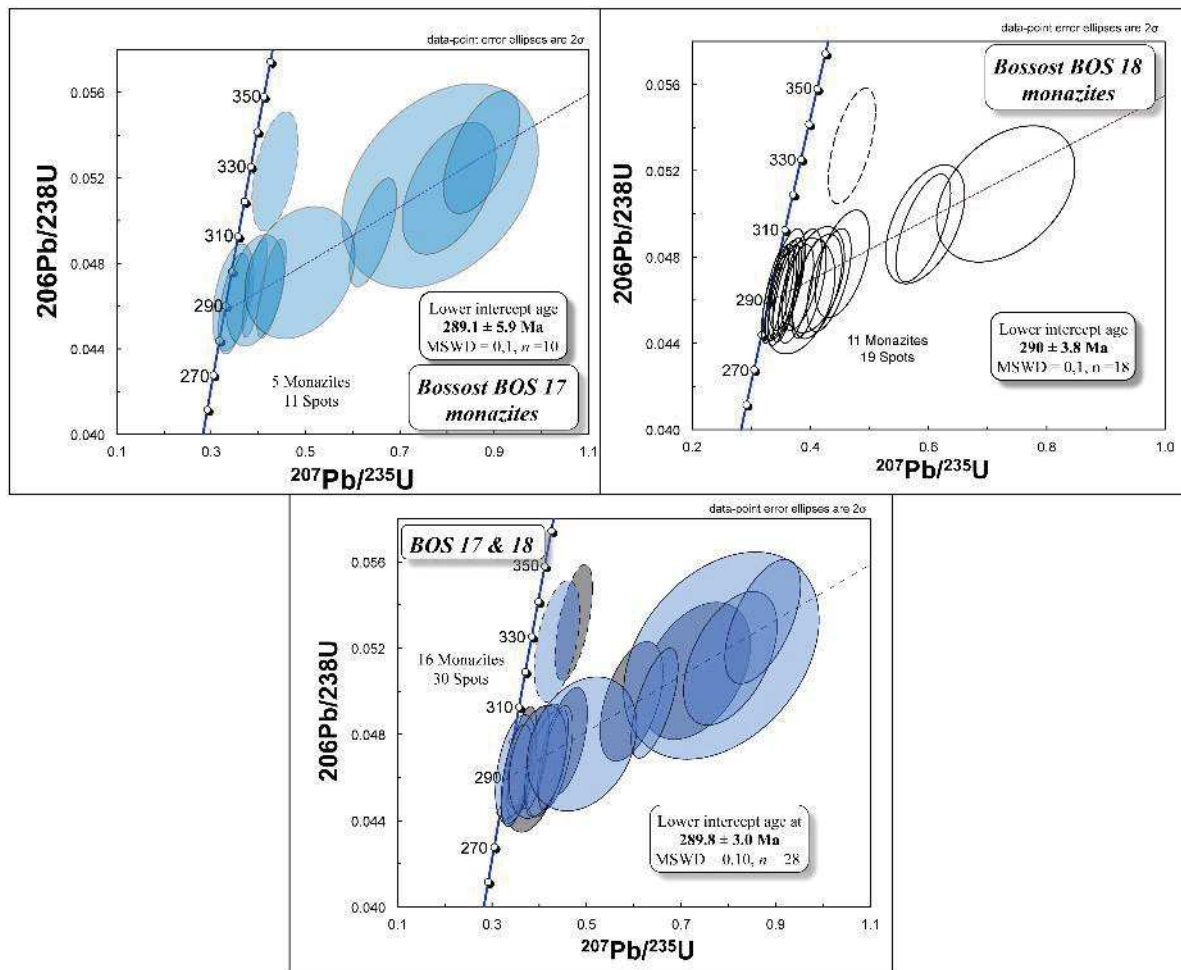 data-point error ellipses are 2σ
0.056
0.052
0.048
0.044
0.040
206Pb/238U
350
330
310
290
270
Lower intercept age
289.1 ± 5.9 Ma
MSWD = 0,1, n =10
5 Monazites
11 Spots
Bossost BOS 17
monazites
0.1 0.3 0.5 0.7 0.9 1.1
207Pb/235U
data-point error ellipses are 2σ
Bossost BOS 18
monazites
0.056
0.052
0.048
0.044
0.040
206Pb/238U
350
330
310
290
270
11 Monazites
19 Spots
Lower intercept age
290 ± 3.8 Ma
MSWD = 0,1, n =18
0.2 0.4 0.6 0.8 1.0
207Pb/235U
data-point error ellipses are 2σ
BOS 17 & 18
0.056
0.052
0.048
0.044
0.040
206Pb/238U
350
330
310
290
270
16 Monazites
30 Spots
Lower intercept age at
289.8 ± 3.0 Ma
MSWD = 0.10, n = 28
0.1 0.3 0.5 0.7 0.9 1.1
207Pb/235U